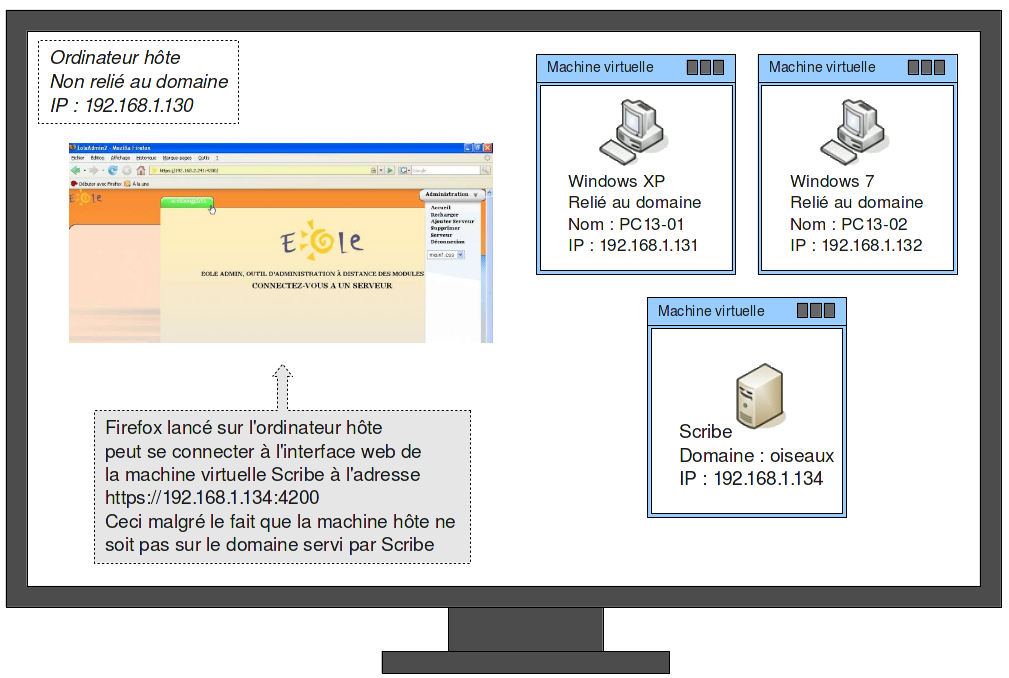 Ordinateur hôte
Non relié au domaine
IP : 192.168.1.130
EoleAdmin2 - Mozilla Firefox
Fichier Édition Affichage Historique Marque-pages Outils ?
Débuter avec Firefox À la une
Eole
Administration
Accueil
Recharger
Ajouter Serveur
Supprimer
Serveur
Déconnexion
Eole
EOLE ADMIN, OUTIL D'ADMINISTRATION À DISTANCE DES MODULES
CONNECTEZ-VOUS A UN SERVEUR
Firefox lancé sur l'ordinateur hôte
peut se connecter à l'interface web de
la machine virtuelle Scribe à l'adresse
https://192.168.1.134:4200
Ceci malgré le fait que la machine hôte ne
soit pas sur le domaine servi par Scribe
Machine virtuelle
Windows XP
Relié au domaine
Nom : PC13-01
IP : 192.168.1.131
Machine virtuelle
Windows 7
Relié au domaine
Nom : PC13-02
IP : 192.168.1.132
Machine virtuelle
Scribe
Domaine : oiseaux
IP : 192.168.1.134